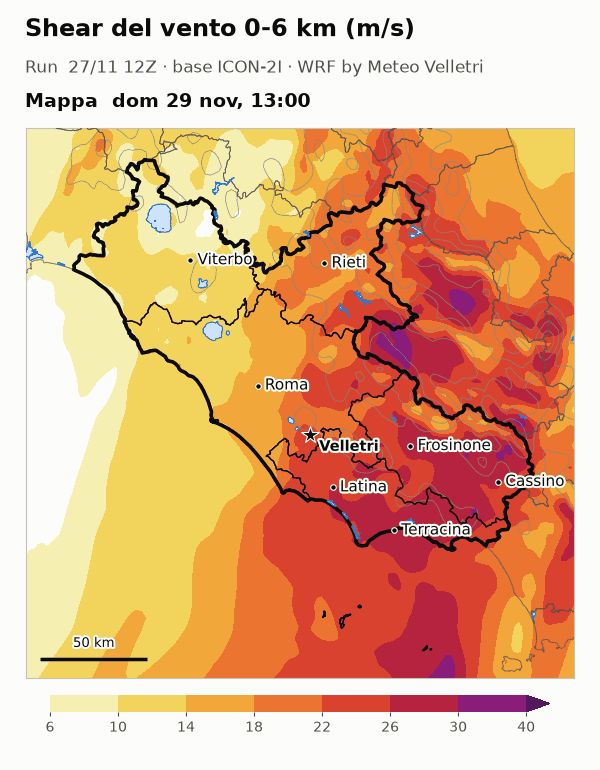 Shear del vento 0-6 km (m/s)
Run  27/11 12Z · base ICON-2I · WRF by Meteo Velletri
Mappa  dom 29 nov, 13:00
Viterbo
Rieti
Roma
Velletri
Frosinone
Cassino
Latina
Terracina
50 km
6 10 14 18 22 26 30 40